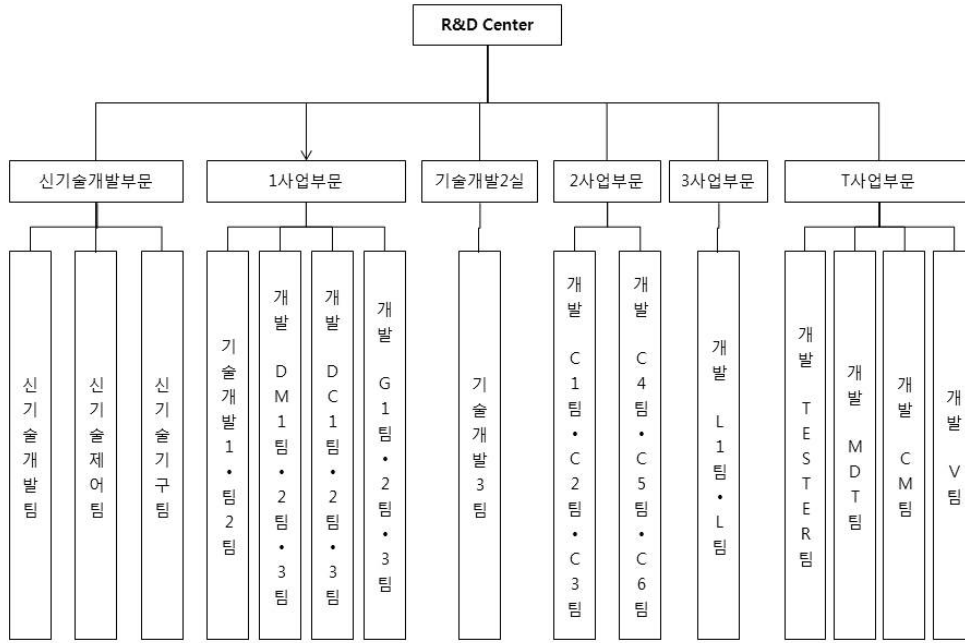 R&D Center
신기술개발부문
1사업부문
기술개발2실
2사업부문
3사업부문
T사업부문
신기술개발팀
신기술제어팀
신기술기구팀
기술개발1・팀2팀
개발 DM1팀・2팀・3팀
개발 DC1팀・2팀・3팀
개발 G1팀・2팀・3팀
기술개발3팀
개발 C1팀・C2팀・C3팀
개발 C4팀・C5팀・C6팀
개발 L1팀・L팀
개발 TESTER팀
개발 MDT팀
개발 CM팀
개발 V팀